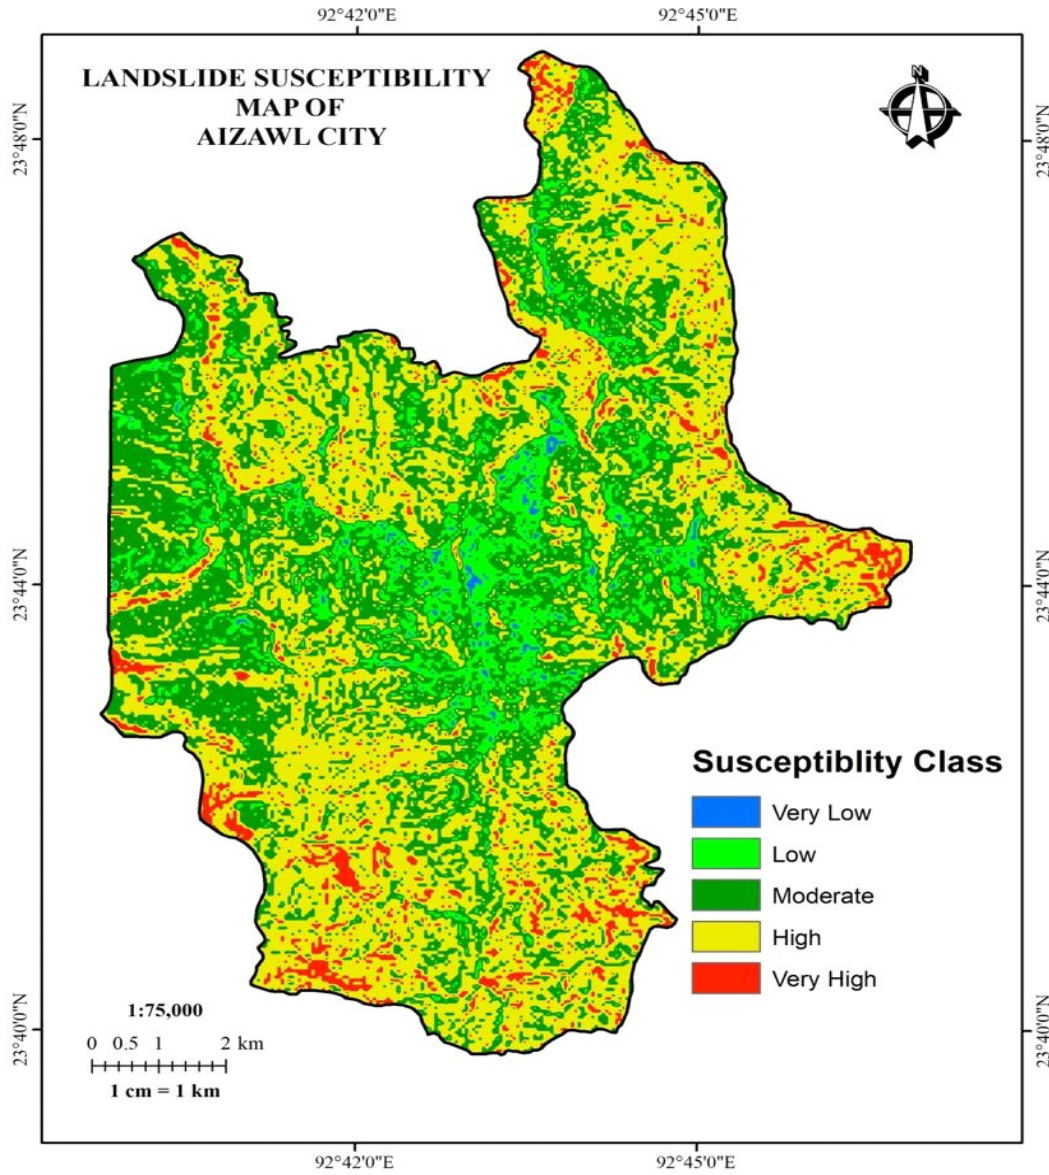 92°42'0"E
92°45'0"E
LANDSLIDE SUSCEPTIBILITY
MAP OF
AIZAWL CITY
N
23°48'0"N
23°48'0"N
23°44'0"N
23°44'0"N
Susceptiblity Class
Very Low
Low
Moderate
High
Very High
1:75,000
0 0.5 1 2 km
1 cm = 1 km
23°40'0"N
23°40'0"N
92°42'0"E
92°45'0"E